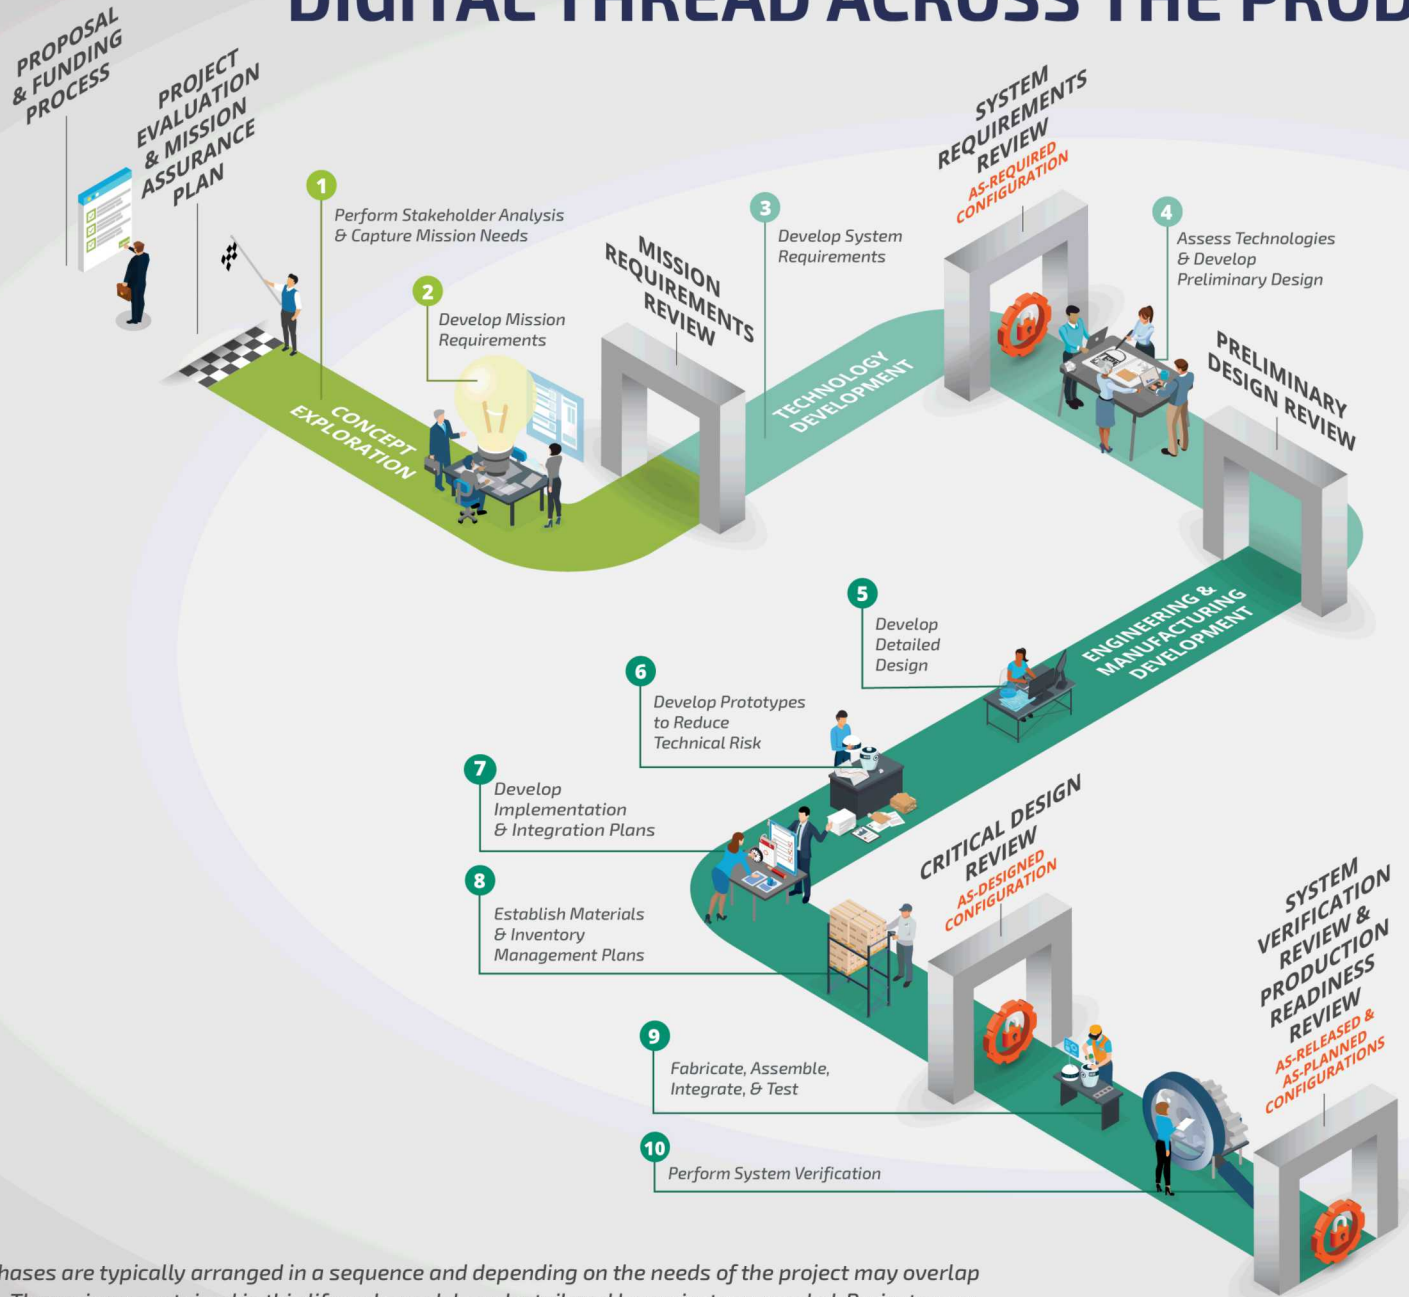 DIGITAL THREAD ACROSS THE
PROPOSAL
& FUNDING
PROCESS
PROJECT
EVALUATION
& MISSION
ASSURANCE
PLAN
1
Perform Stakeholder Analysis
& Capture Mission Needs
2
Develop Mission
Requirements
CONCEPT
EXPLORATION
MISSION
REQUIREMENTS
REVIEW
3
Develop System
Requirements
TECHNOLOGY
DEVELOPMENT
SYSTEM
REQUIREMENTS
REVIEW
AS-REQUIRED
CONFIGURATION
4
Assess Technologies
& Develop
Preliminary Design
PRELIMINARY
DESIGN REVIEW
ENGINEERING &
MANUFACTURING
DEVELOPMENT
5
Develop
Detailed
Design
6
Develop Prototypes
to Reduce
Technical Risk
7
Develop
Implementation
& Integration Plans
8
Establish Materials
& Inventory
Management Plans
CRITICAL DESIGN
REVIEW
AS-DESIGNED
CONFIGURATION
9
Fabricate, Assemble,
Integrate, & Test
10
Perform System Verification
SYSTEM
VERIFICATION
REVIEW &
PRODUCTION
READINESS
REVIEW
AS-RELEASED &
AS-PLANNED
CONFIGURATIONS
hases are typically arranged in a sequence and depending on the needs of the project may overlap